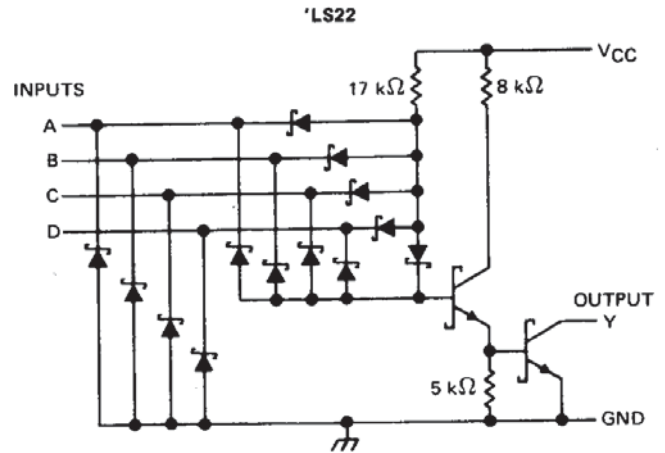 'LS22
VCC
17 kΩ
8 kΩ
INPUTS
A
B
C
D
OUTPUT
Y
5 kΩ
GND